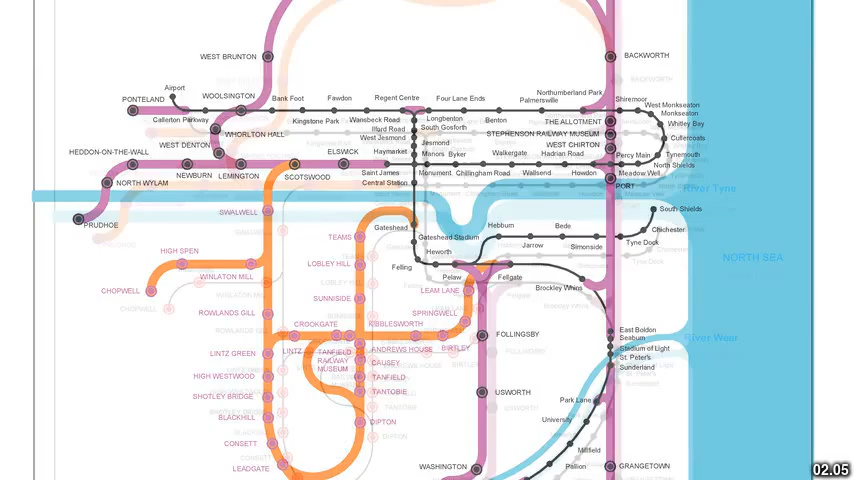 WEST BRUNTON
BACKWORTH
Airport
WOOLSINGTON
PONTELAND
Bank Foot
Fawdon
Regent Centre
Four Lane Ends
Palmersville
Northumberland Park
Shiremoor
West Monkseaton
Monkseaton
Callerton Parkway
Kingstone Park
Wansbeck Road
Longbenton
Benton
THE ALLOTMENT
Whitley Bay
WHORLTON HALL
Ilford Road
South Gosforth
STEPHENSON RAILWAY MUSEUM
Cullercoats
West Jesmond
Jesmond
WEST DENTON
WEST CHIRTON
HEDDON-ON-THE-WALL
ELSWICK
Haymarket
Manors
Byker
Walkergate
Hadrian Road
Percy Main
Tynemouth
North Shields
NEWBURN
LEMINGTON
SCOTSWOOD
Saint James
Monument
Chillingham Road
Wallsend
Howdon
Meadow Well
NORTH WYLAM
Central Station
PORT
River Tyne
PRUDHOE
SWALWELL
South Shields
Gateshead
Hebburn
Bede
Chichester
TEAMS
Gateshead Stadium
Jarrow
Simonside
Tyne Dock
HIGH SPEN
Heworth
NORTH SEA
Felling
LOBLEY HILL
WINLATON MILL
Pelaw
Fellgate
CHOPWELL
LEAM LANE
Brockley Whins
SUNNISIDE
ROWLANDS GILL
SPRINGWELL
CROOKGATE
KIBBLESWORTH
East Boldon
FOLLINGSBY
Seaburn
River Wear
LINTZ GREEN
LINTZ
TANFIELD
RAILWAY
MUSEUM
ANDREWS HOUSE
BIRTLEY
Stadium of Light
St. Peter's
CAUSEY
Sunderland
HIGH WESTWOOD
TANFIELD
TANTOBIE
USWORTH
SHOTLEY BRIDGE
Park Lane
BLACKHILL
DIPTON
University
CONSETT
Millfield
LEADGATE
WASHINGTON
Pallion
GRANGETOWN
02.05